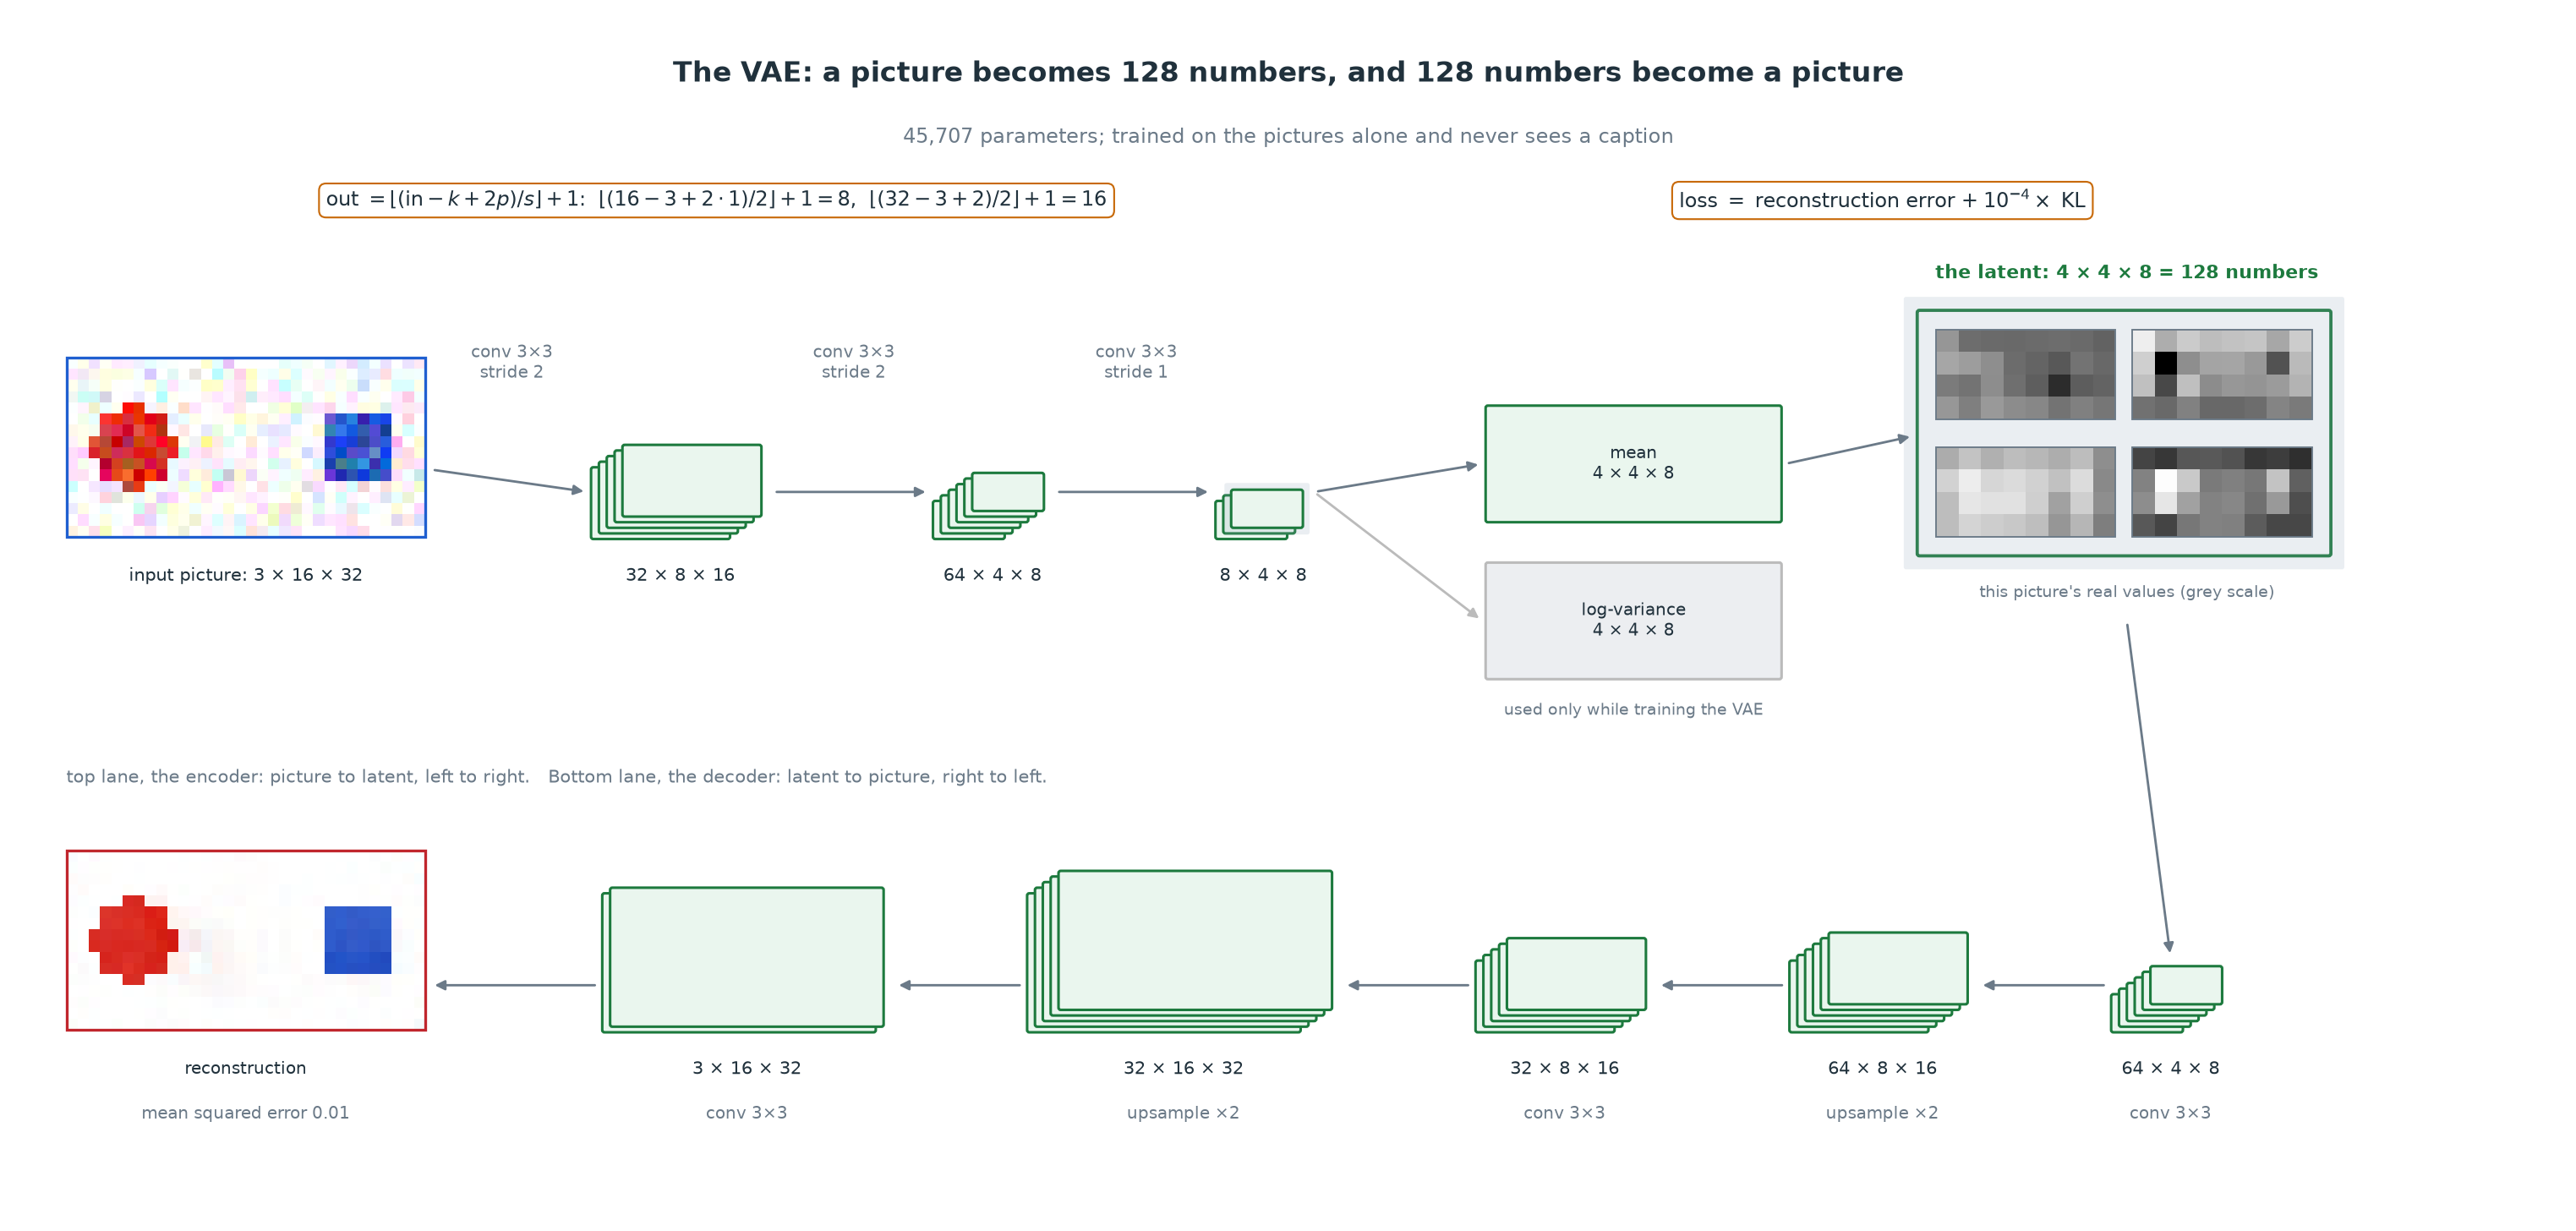 The VAE: a picture becomes 128 numbers, and 128 numbers become a picture
45,707 parameters; trained on the pictures alone and never sees a caption
out = ⌊(in − k + 2p)/s⌋ + 1: ⌊(16 − 3 + 2 · 1)/2⌋ + 1 = 8, ⌊(32 − 3 + 2)/2⌋ + 1 = 16
loss = reconstruction error + 10⁻⁴ × KL
the latent: 4 × 4 × 8 = 128 numbers
conv 3×3
stride 2
conv 3×3
stride 2
conv 3×3
stride 1
mean
4 × 4 × 8
input picture: 3 × 16 × 32
32 × 8 × 16
64 × 4 × 8
8 × 4 × 8
this picture's real values (grey scale)
log-variance
4 × 4 × 8
used only while training the VAE
top lane, the encoder: picture to latent, left to right. Bottom lane, the decoder: latent to picture, right to left.
reconstruction
3 × 16 × 32
32 × 16 × 32
32 × 8 × 16
64 × 8 × 16
64 × 4 × 8
mean squared error 0.01
conv 3×3
upsample ×2
conv 3×3
upsample ×2
conv 3×3